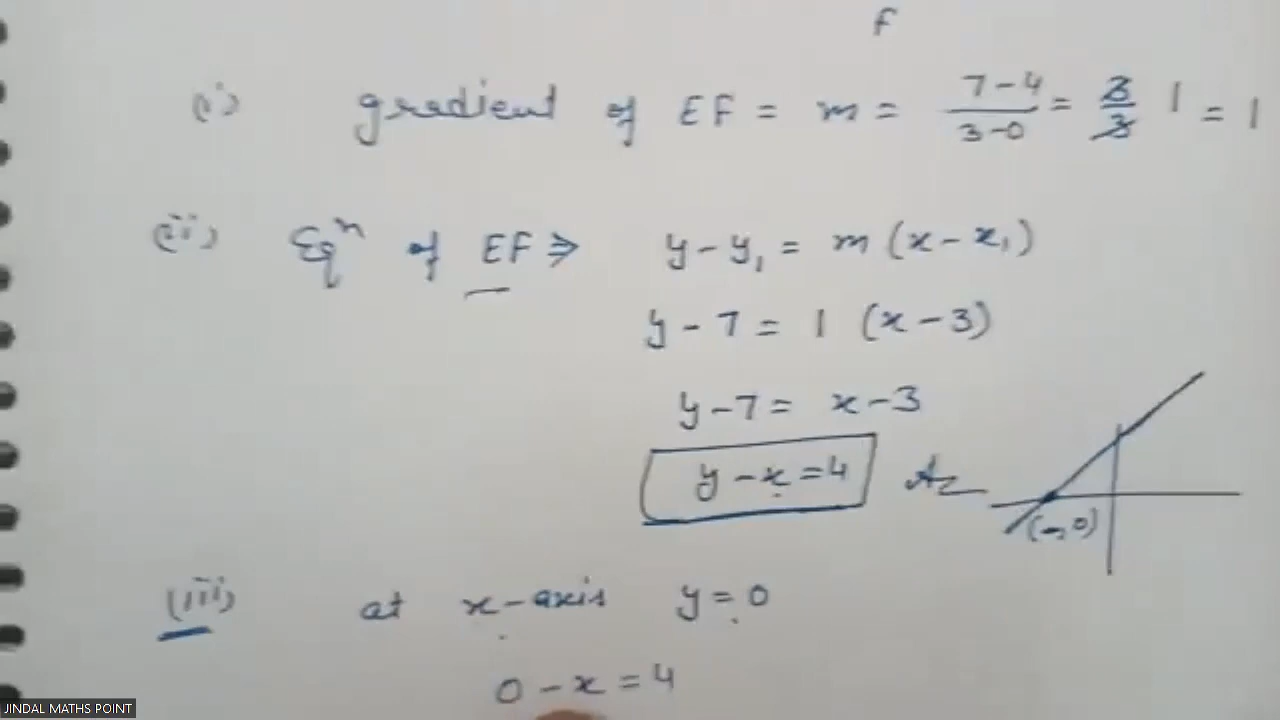 F
(i) gradient of EF = m = 7-4/3-0 = 3/3 1 = 1
(ii) Eqⁿ of EF ⇒ y - y₁ = m (x - x₁)
y - 7 = 1 (x - 3)
y - 7 = x - 3
y - x = 4
(-, 0)
(iii) at x-axis y = 0
0 - x = 4
JINDAL MATHS POINT